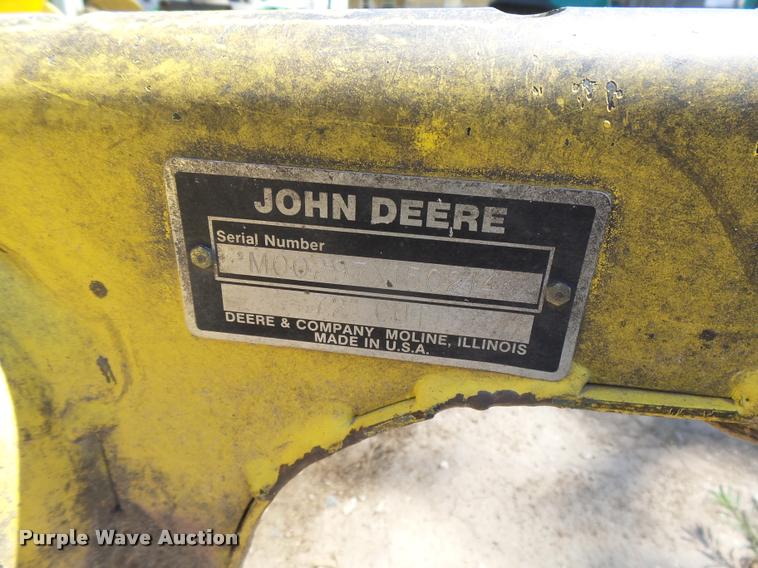 JOHN DEERE
Serial Number
DEERE & COMPANY MOLINE, ILLINOIS
MADE IN U.S.A.
Purple Wave Auction